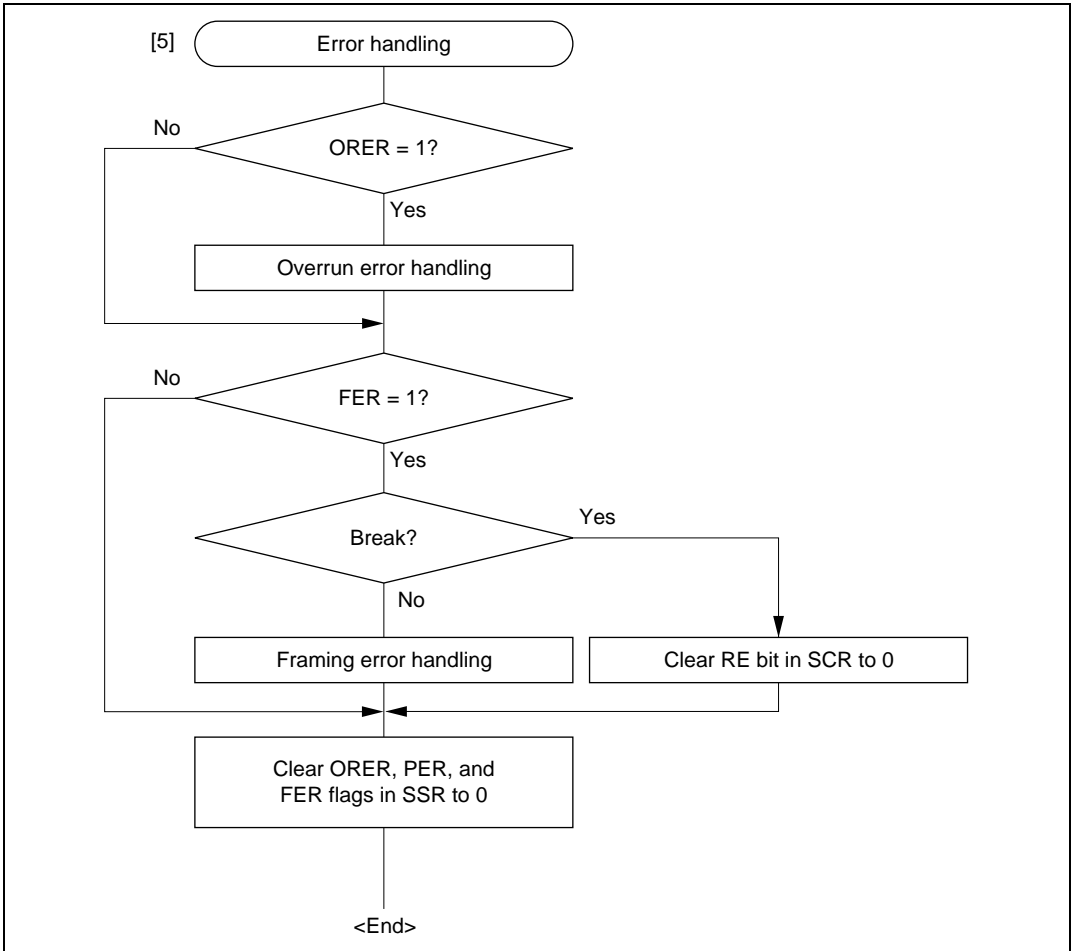 [5] Error handling
No
ORER = 1?
Yes
Overrun error handling
No
FER = 1?
Yes
Break?
Yes
No
Framing error handling
Clear RE bit in SCR to 0
Clear ORER, PER, and
FER flags in SSR to 0
<End>